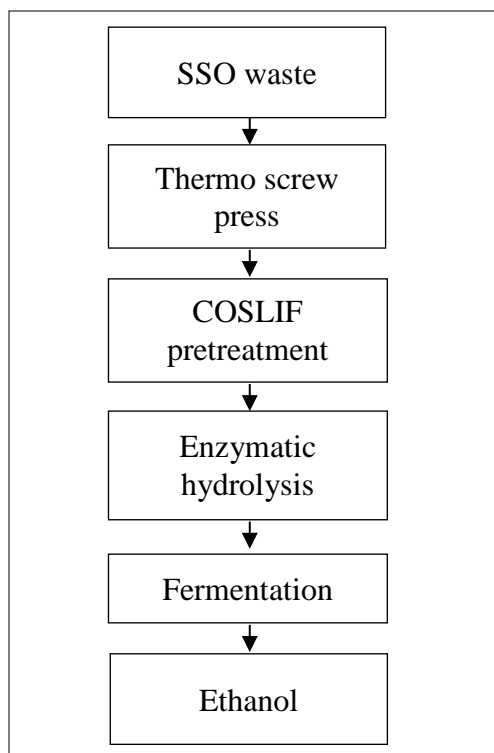 SSO waste
Thermo screw
press
COSLIF
pretreatment
Enzymatic
hydrolysis
Fermentation
Ethanol